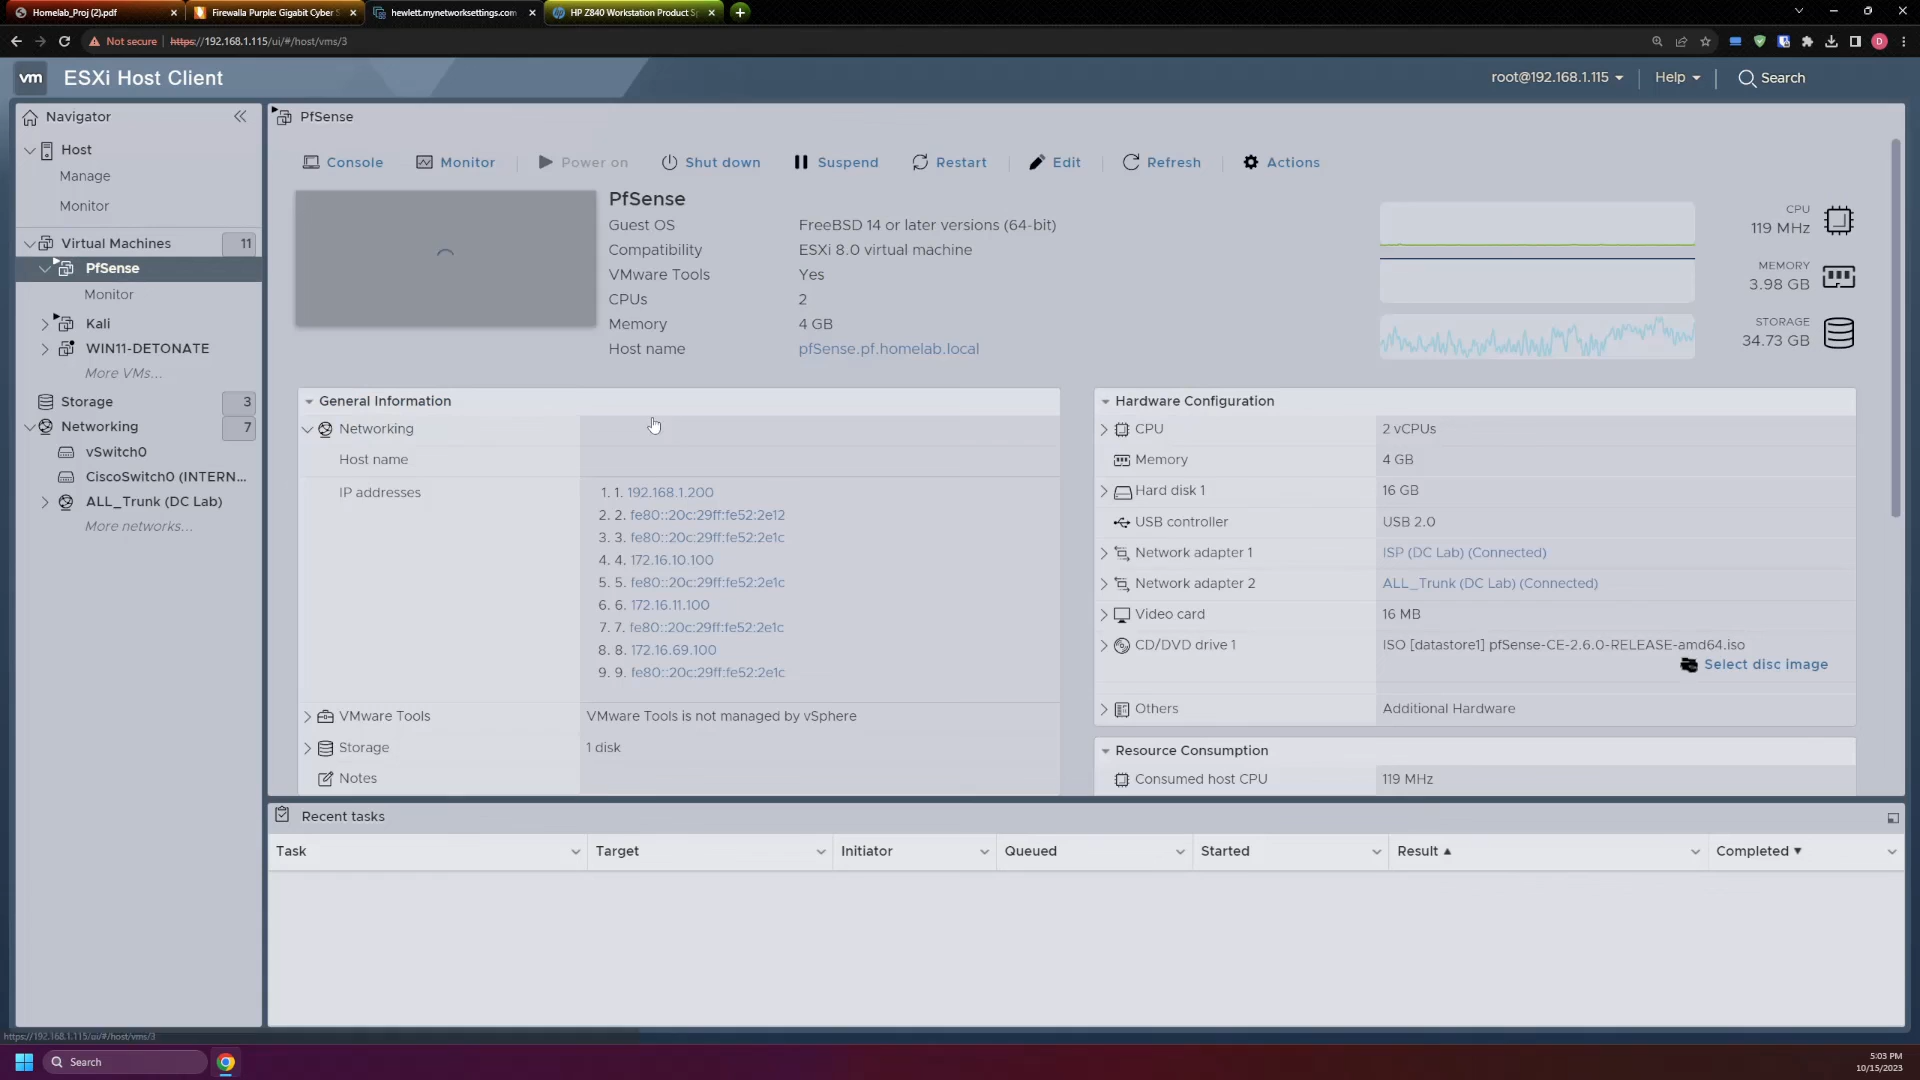 Homelab_Proj (2).pdf
Firewalla Purple: Gigabit Cyber S
hewlett.mynetworksettings.com
HP Z840 Workstation Product Sp
Not secure
https://192.168.1.115/ui/#/host/vms/3
D
vm
ESXi Host Client
root@192.168.1.115
Help
Search
Navigator
Host
Manage
Monitor
Virtual Machines
11
PfSense
Monitor
Kali
WIN11-DETONATE
More VMs...
Storage
3
Networking
7
vSwitch0
CiscoSwitch0 (INTERN...
ALL_Trunk (DC Lab)
More networks...
PfSense
Console
Monitor
Power on
Shut down
Suspend
Restart
Edit
Refresh
Actions
PfSense
Guest OS FreeBSD 14 or later versions (64-bit)
Compatibility ESXi 8.0 virtual machine
VMware Tools Yes
CPUs 2
Memory 4 GB
Host name pfSense.pf.homelab.local
CPU
119 MHz
MEMORY
3.98 GB
STORAGE
34.73 GB
General Information
Networking
Host name
IP addresses
1. 1. 192.168.1.200
2. 2. fe80::20c:29ff:fe52:2e12
3. 3. fe80::20c:29ff:fe52:2e1c
4. 4. 172.16.10.100
5. 5. fe80::20c:29ff:fe52:2e1c
6. 6. 172.16.11.100
7. 7. fe80::20c:29ff:fe52:2e1c
8. 8. 172.16.69.100
9. 9. fe80::20c:29ff:fe52:2e1c
VMware Tools VMware Tools is not managed by vSphere
Storage 1 disk
Notes
Hardware Configuration
CPU 2 vCPUs
Memory 4 GB
Hard disk 1 16 GB
USB controller USB 2.0
Network adapter 1 ISP (DC Lab) (Connected)
Network adapter 2 ALL_Trunk (DC Lab) (Connected)
Video card 16 MB
CD/DVD drive 1 ISO [datastore1] pfSense-CE-2.6.0-RELEASE-amd64.iso
Select disc image
Others Additional Hardware
Resource Consumption
Consumed host CPU 119 MHz
Recent tasks
Task
Target
Initiator
Queued
Started
Result
Completed
https://192.168.1.115/ui/#/host/vms/3
Search
5:03 PM
10/15/2023